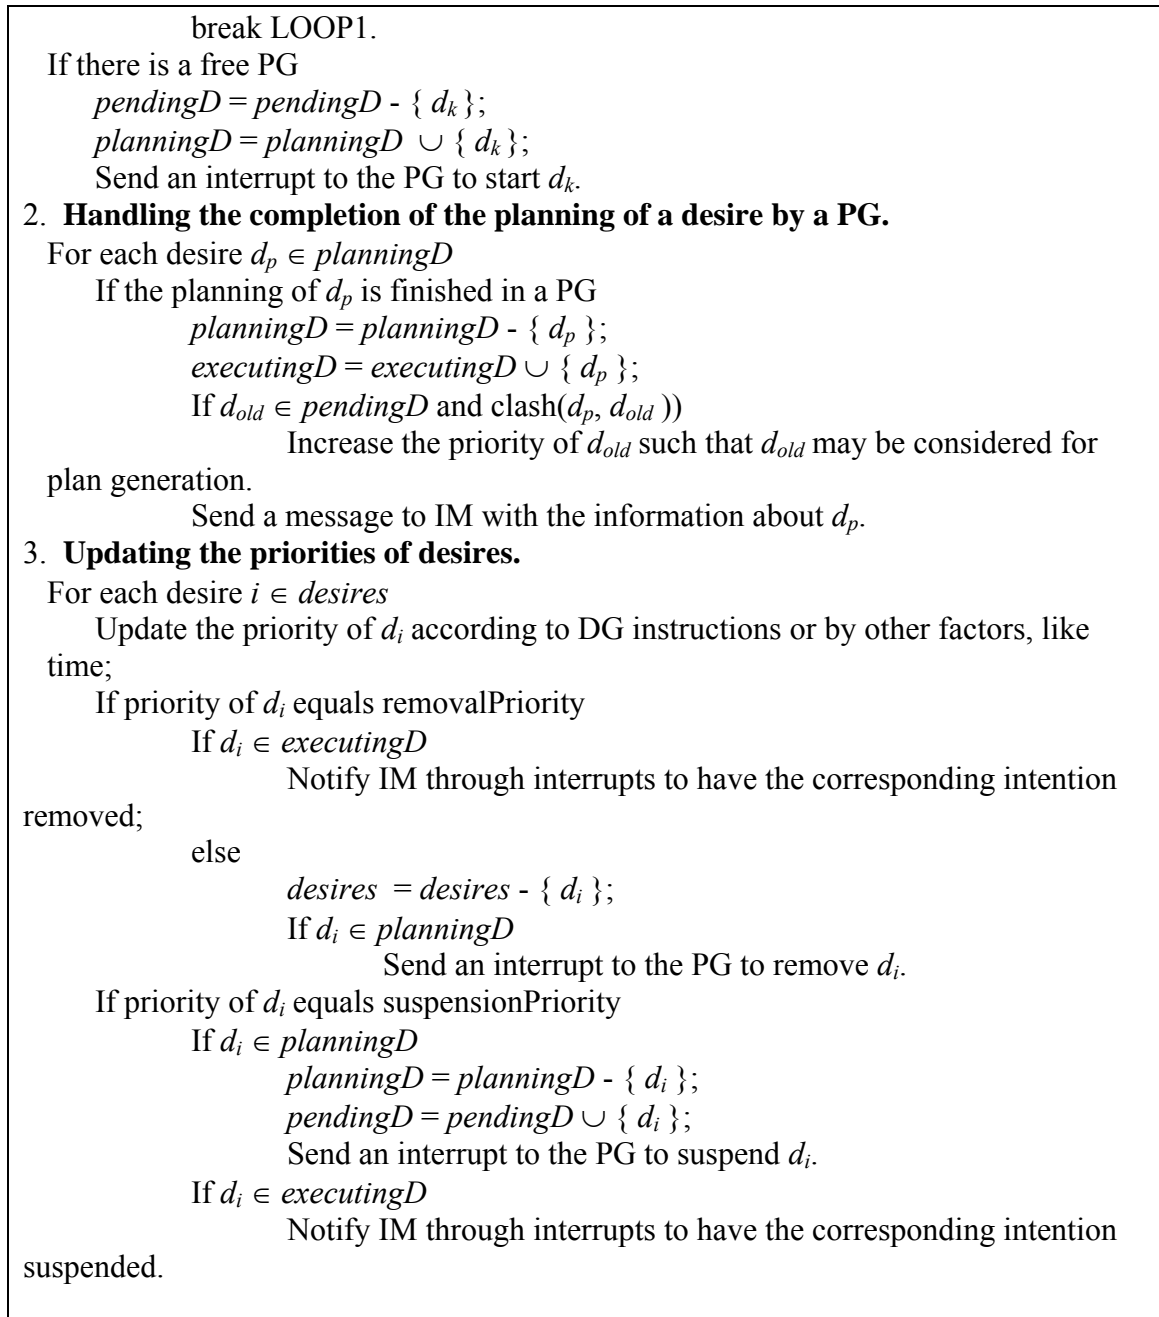 break LOOP1.
If there is a free PG
pendingD = pendingD - { dk};
planningD = planningD ∪ { dk};
Send an interrupt to the PG to start dk.
2. Handling the completion of the planning of a desire by a PG.
For each desire dp ∈ planningD
If the planning of dp is finished in a PG
planningD = planningD - { dp };
executingD = executingD ∪ { dp };
If dold ∈ pendingD and clash(dp, dold ))
Increase the priority of dold such that dold may be considered for
plan generation.
Send a message to IM with the information about dp.
3. Updating the priorities of desires.
For each desire i ∈ desires
Update the priority of di according to DG instructions or by other factors, like
time;
If priority of di equals removalPriority
If di ∈ executingD
Notify IM through interrupts to have the corresponding intention
removed;
else
desires = desires - { di };
If di ∈ planningD
Send an interrupt to the PG to remove di.
If priority of di equals suspensionPriority
If di ∈ planningD
planningD = planningD - { di };
pendingD = pendingD ∪ { di };
Send an interrupt to the PG to suspend di.
If di ∈ executingD
Notify IM through interrupts to have the corresponding intention
suspended.